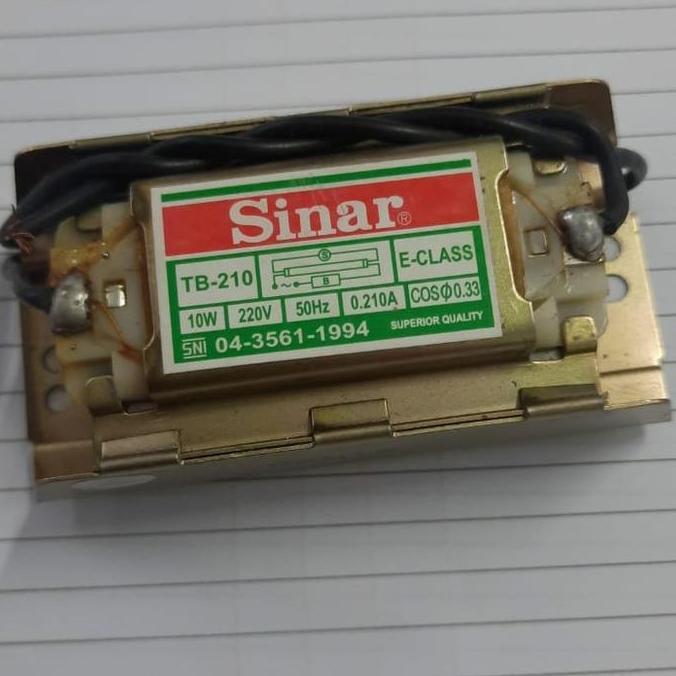 Sinar®
TB-210
S
B
E-CLASS
10W 220V 50Hz 0.210A COSϕ0.33
SNI 04-3561-1994 SUPERIOR QUALITY